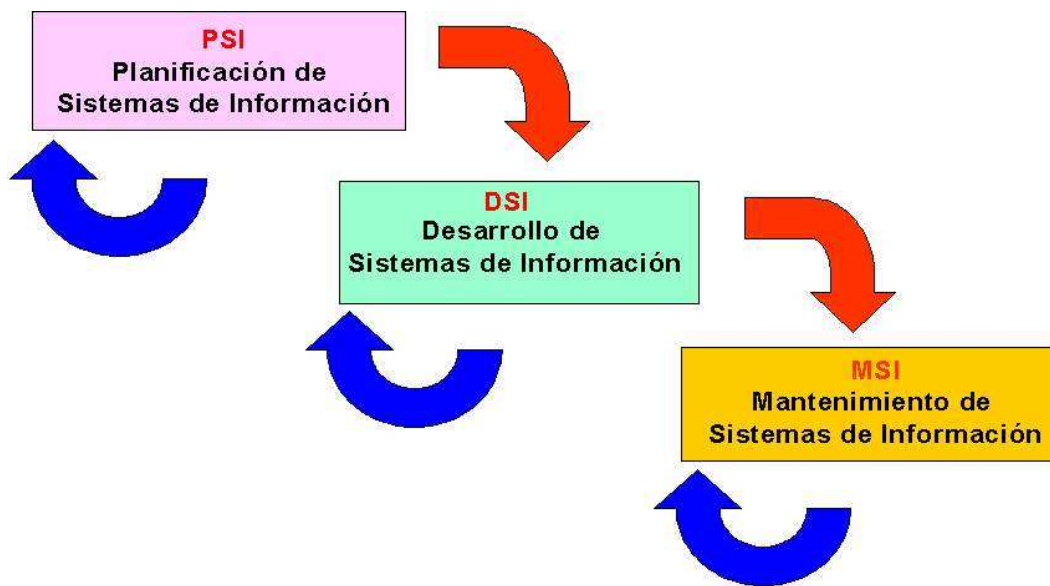 PSI
Planificación de
Sistemas de Información
DSI
Desarrollo de
Sistemas de Información
MSI
Mantenimiento de
Sistemas de Información